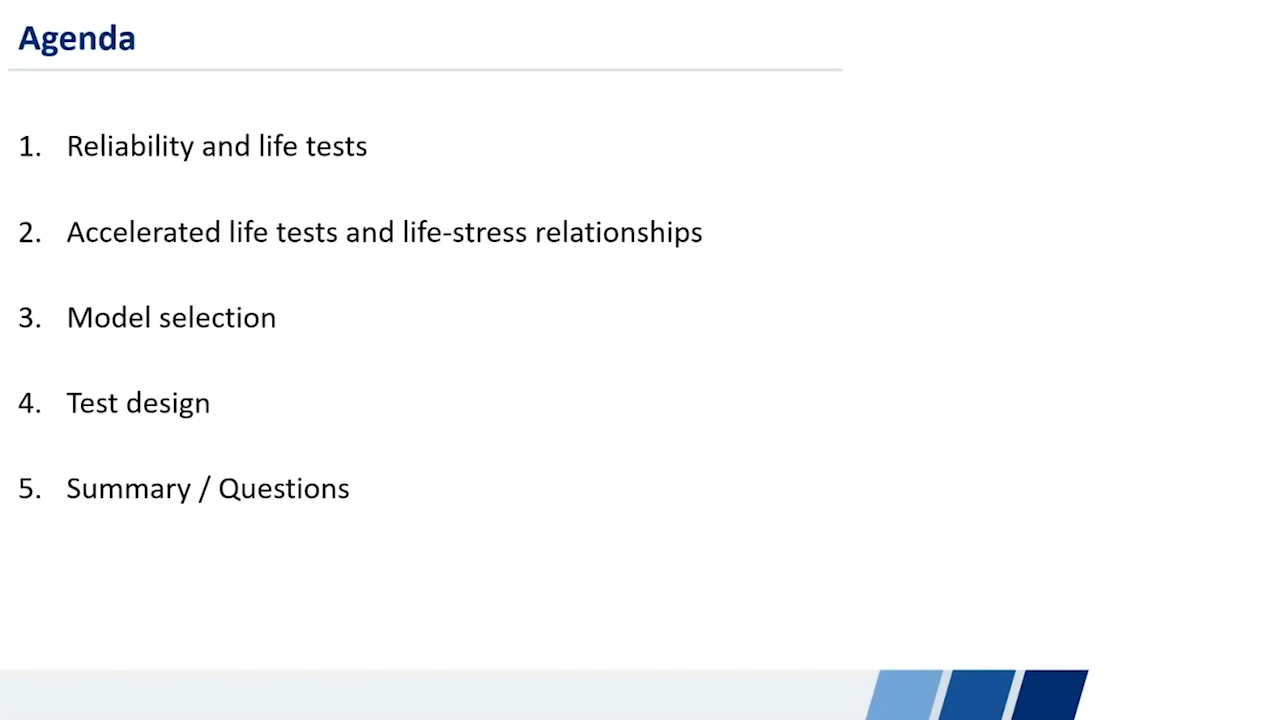 Agenda
1. Reliability and life tests
2. Accelerated life tests and life-stress relationships
3. Model selection
4. Test design
5. Summary / Questions